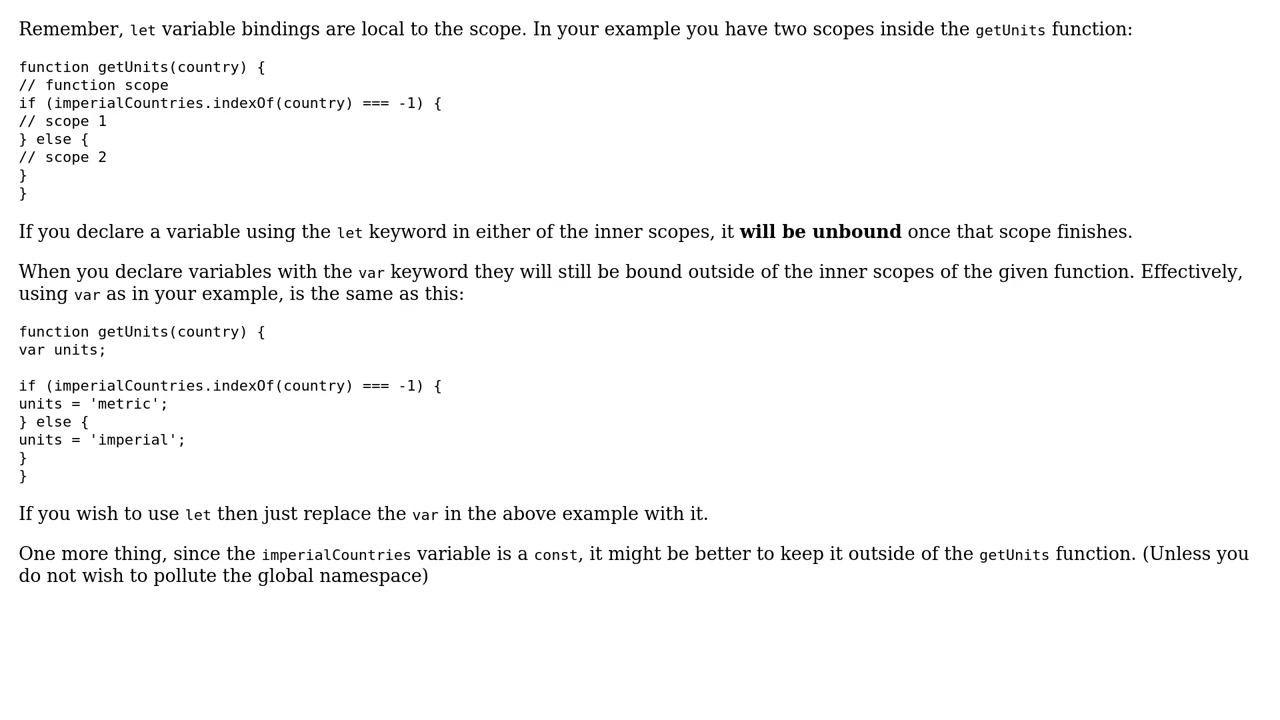 Remember, let variable bindings are local to the scope. In your example you have two scopes inside the getUnits function:
function getUnits(country) {
// function scope
if (imperialCountries.indexOf(country) === -1) {
// scope 1
} else {
// scope 2
}
}
If you declare a variable using the let keyword in either of the inner scopes, it will be unbound once that scope finishes.
When you declare variables with the var keyword they will still be bound outside of the inner scopes of the given function. Effectively,
using var as in your example, is the same as this:
function getUnits(country) {
var units;
if (imperialCountries.indexOf(country) === -1) {
units = 'metric';
} else {
units = 'imperial';
}
}
If you wish to use let then just replace the var in the above example with it.
One more thing, since the imperialCountries variable is a const, it might be better to keep it outside of the getUnits function. (Unless you
do not wish to pollute the global namespace)